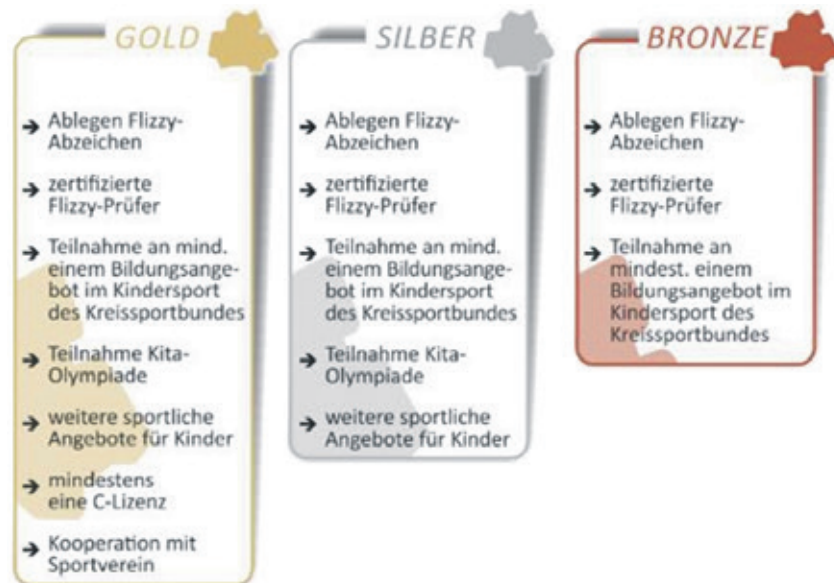 GOLD
Ablegen Flizzy-
Abzeichen
zertifizierte
Flizzy-Prüfer
Teilnahme an mind.
einem Bildungsange-
bot im Kindersport
des Kreissportbundes
Teilnahme Kita-
Olympiade
weitere sportliche
Angebote für Kinder
mindestens
eine C-Lizenz
Kooperation mit
Sportverein
SILBER
Ablegen Flizzy-
Abzeichen
zertifizierte
Flizzy-Prüfer
Teilnahme an mind.
einem Bildungsange-
bot im Kindersport
des Kreissportbundes
Teilnahme Kita-
Olympiade
weitere sportliche
Angebote für Kinder
BRONZE
Ablegen Flizzy-
Abzeichen
zertifizierte
Flizzy-Prüfer
Teilnahme an
mindest. einem
Bildungsangebot im
Kindersport des
Kreissportbundes